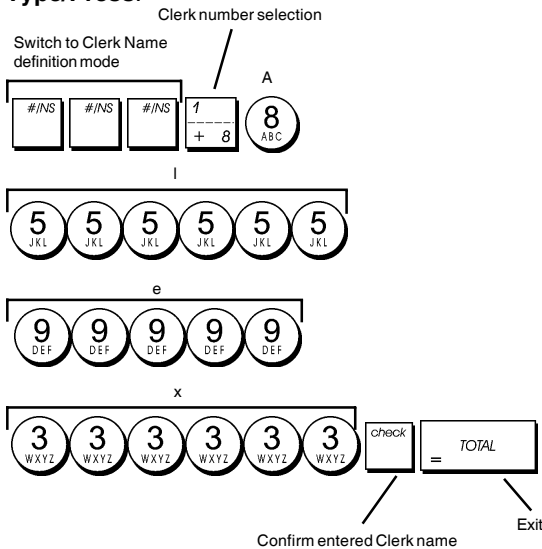 Type/Press:
Clerk number selection
Switch to Clerk Name
definition mode
A
#/NS #/NS #/NS 1 + 8 8 ABC
l
5 JKL 5 JKL 5 JKL 5 JKL 5 JKL 5 JKL
e
9 DEF 9 DEF 9 DEF 9 DEF 9 DEF
x
3 WXYZ 3 WXYZ 3 WXYZ 3 WXYZ 3 WXYZ 3 WXYZ check = TOTAL
Exit
Confirm entered Clerk name